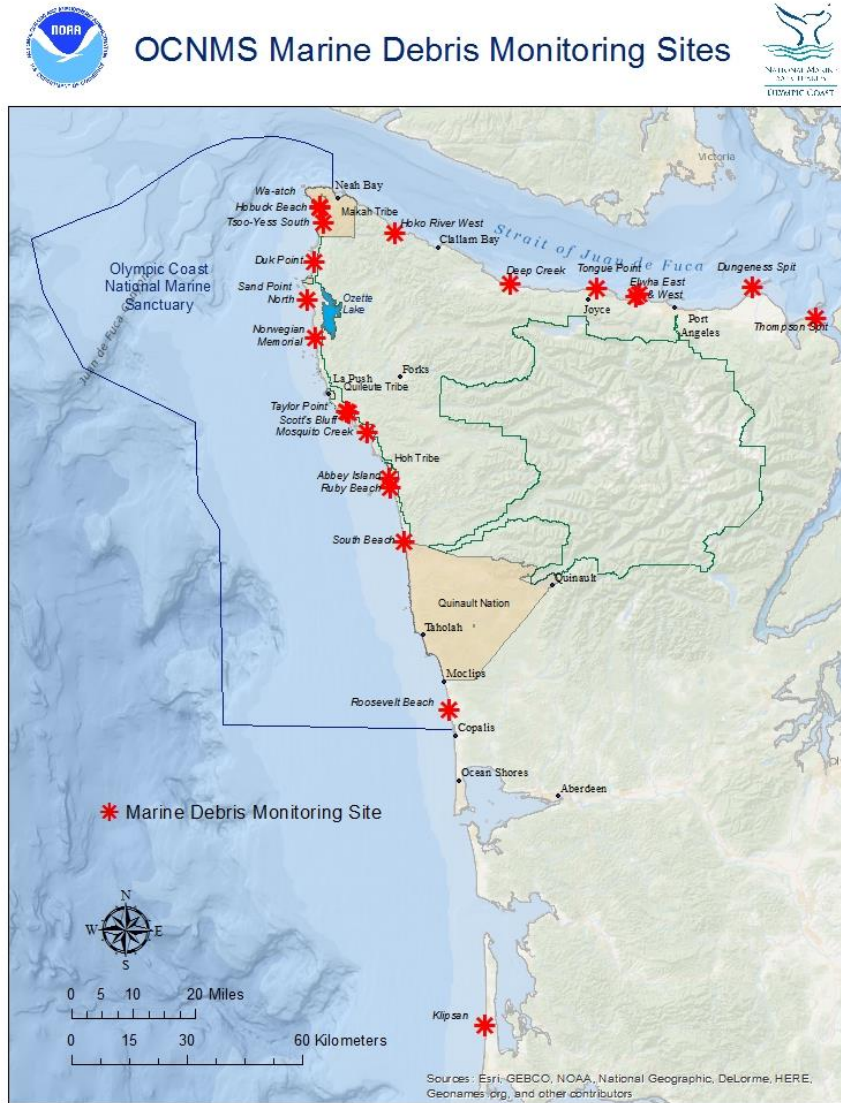 NOAA
OCNMS Marine Debris Monitoring Sites
NATIONAL MARINE
SANCTUARIES
OLYMPIC COAST
Victoria
Wa-atch
Neah Bay
Hobuck Beach
Makah Tribe
Tsoo-Yess South
Hoko River West
Clallam Bay
Strait of Juan de Fuca
Duk Point
Deep Creek
Tongue Point
Dungeness Spit
Olympic Coast
National Marine
Sanctuary
Juan de Fuca
Sand Point
North
Ozette
Lake
Elwha East
& West
Joyce
Port
Angeles
Thompson Spit
Norwegian
Memorial
Forks
La Push
Quileute Tribe
Taylor Point
Scott's Bluff
Mosquito Creek
Hoh Tribe
Abbey Island
Ruby Beach
South Beach
Quinault
Quinault Nation
Taholah
Moclips
Roosevelt Beach
Copalis
Ocean Shores
Aberdeen
Marine Debris Monitoring Site
N
W
E
S
0 5 10 20 Miles
0 15 30 60 Kilometers
Klipsan
Sources: Esri, GEBCO, NOAA, National Geographic, DeLorme, HERE,
Geonames.org, and other contributors